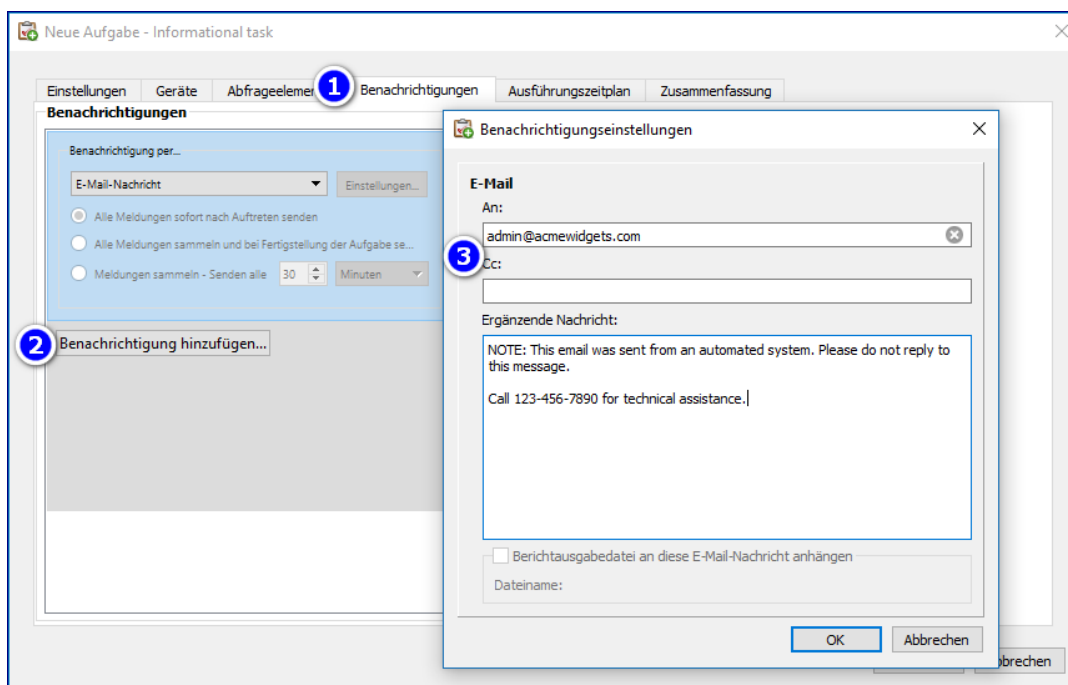 Neue Aufgabe - Informational task
Einstellungen Geräte Abfrageelemen 1 Benachrichtigungen Ausführungszeitplan Zusammenfassung
Benachrichtigungen
Benachrichtigung per...
E-Mail-Nachricht Einstellungen...
Alle Meldungen sofort nach Auftreten senden
Alle Meldungen sammeln und bei Fertigstellung der Aufgabe se...
Meldungen sammeln - Senden alle 30 Minuten
2 Benachrichtigung hinzufügen...
Benachrichtigungseinstellungen
E-Mail
An:
admin@acmewidgets.com
3
Cc:
Ergänzende Nachricht:
NOTE: This email was sent from an automated system. Please do not reply to
this message.
Call 123-456-7890 for technical assistance.
Berichtausgabedatei an diese E-Mail-Nachricht anhängen
Dateiname:
OK Abbrechen
bbrechen